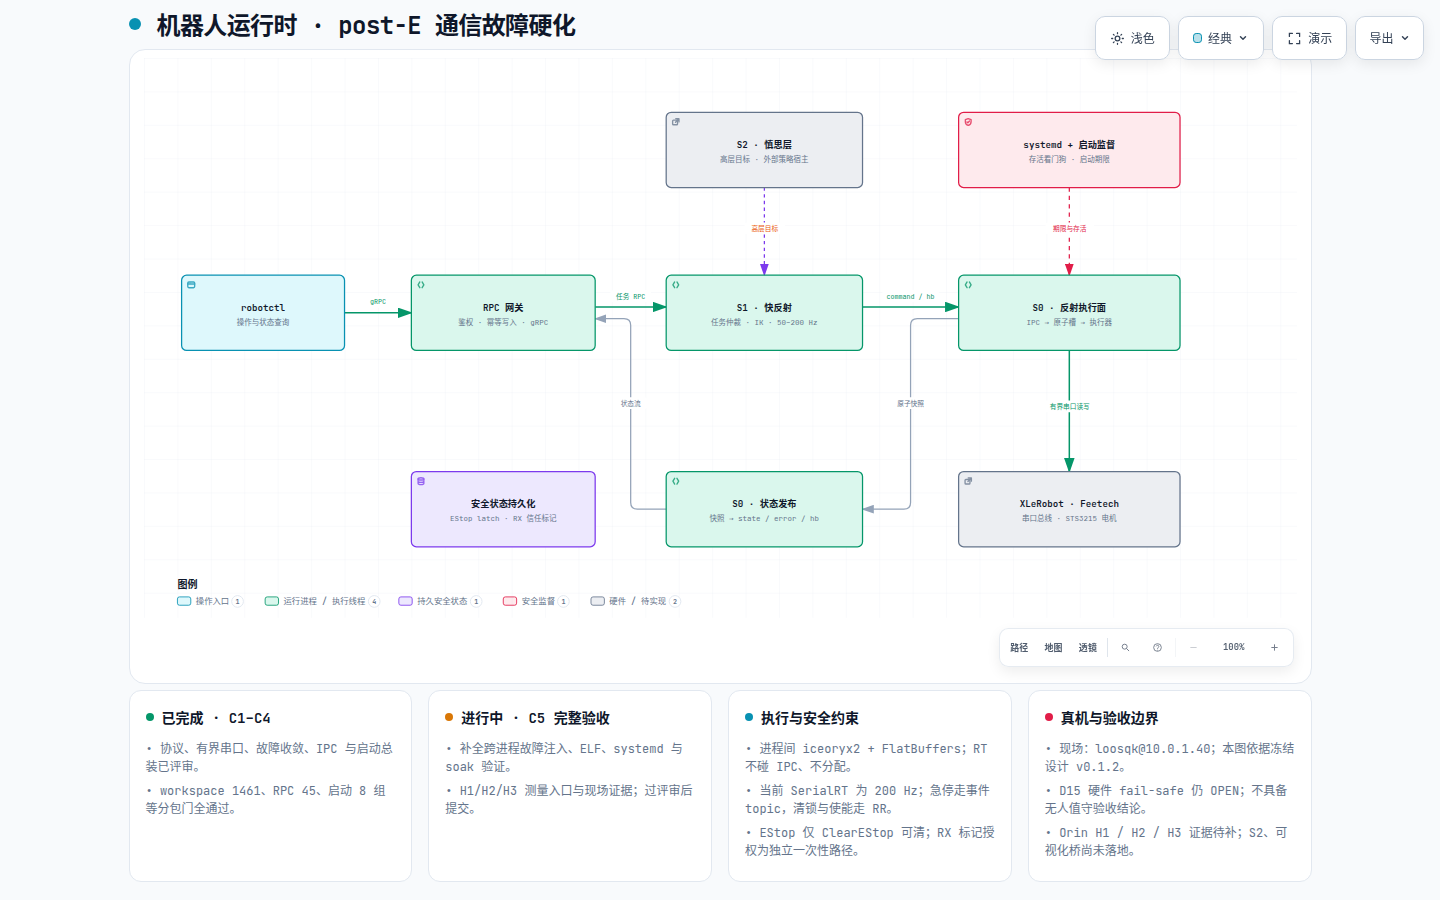 机器人运行时 · post-E 通信故障硬化
浅色
经典
演示
导出
S2 · 慎思层
高层目标 · 外部策略宿主
systemd + 启动监督
存活看门狗 · 启动期限
高层目标
期限与存活
robotctl
操作与状态查询
gRPC
RPC 网关
鉴权 · 幂等写入 · gRPC
任务 RPC
S1 · 快反射
任务仲裁 · IK · 50–200 Hz
command / hb
S0 · 反射执行面
IPC → 原子槽 → 执行器
状态流
原子快照
有界串口读写
安全状态持久化
EStop latch · RX 信任标记
S0 · 状态发布
快照 → state / error / hb
XLeRobot · Feetech
串口总线 · STS3215 电机
图例
操作入口 1
运行进程 / 执行线程 4
持久安全状态 1
安全监督 1
硬件 / 待实现 2
路径 地图 透镜 − 100% +
已完成 · C1–C4
• 协议、有界串口、故障收敛、IPC 与启动总
装已评审。
• workspace 1461、RPC 45、启动 8 组
等分包门全通过。
进行中 · C5 完整验收
• 补全跨进程故障注入、ELF、systemd 与
soak 验证。
• H1/H2/H3 测量入口与现场证据；过评审后
提交。
执行与安全约束
• 进程间 iceoryx2 + FlatBuffers；RT
不碰 IPC、不分配。
• 当前 SerialRT 为 200 Hz；急停走事件
topic，清锁与使能走 RR。
• EStop 仅 ClearEStop 可清；RX 标记授
权为独立一次性路径。
真机与验收边界
• 现场：loosqk@10.0.1.40；本图依据冻结
设计 v0.1.2。
• D15 硬件 fail-safe 仍 OPEN；不具备
无人值守验收结论。
• Orin H1 / H2 / H3 证据待补；S2、可
视化桥尚未落地。